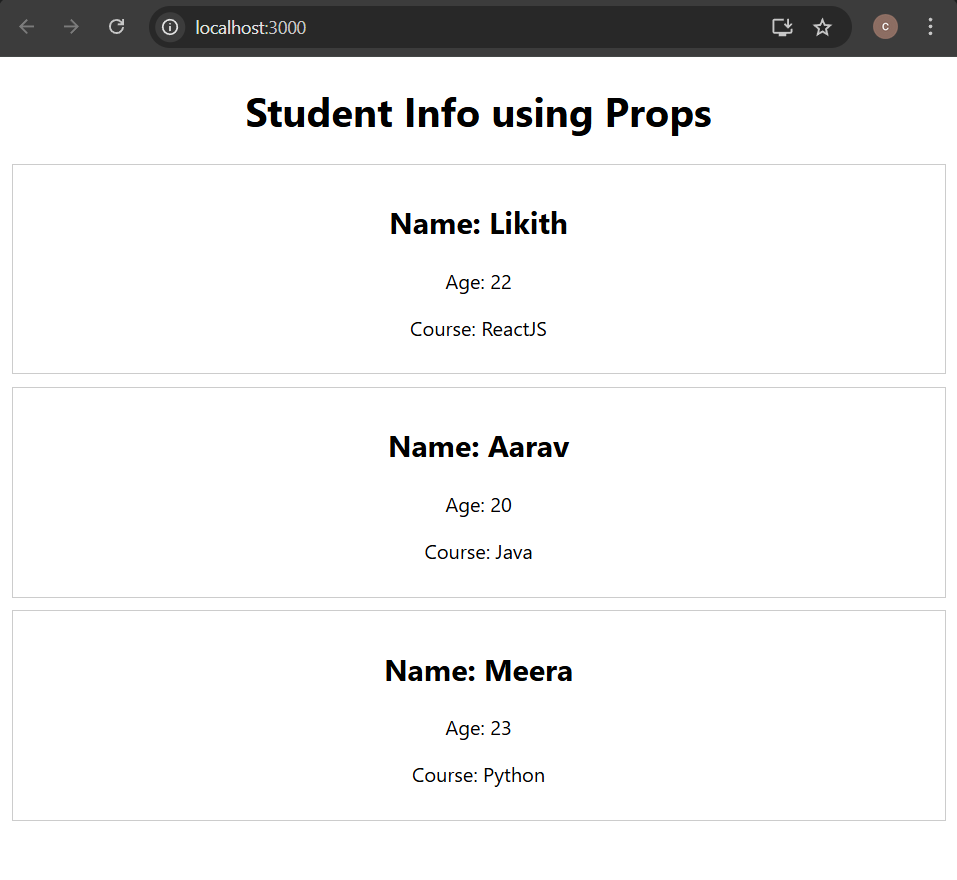 localhost:3000
C
Student Info using Props
Name: Likith
Age: 22
Course: ReactJS
Name: Aarav
Age: 20
Course: Java
Name: Meera
Age: 23
Course: Python